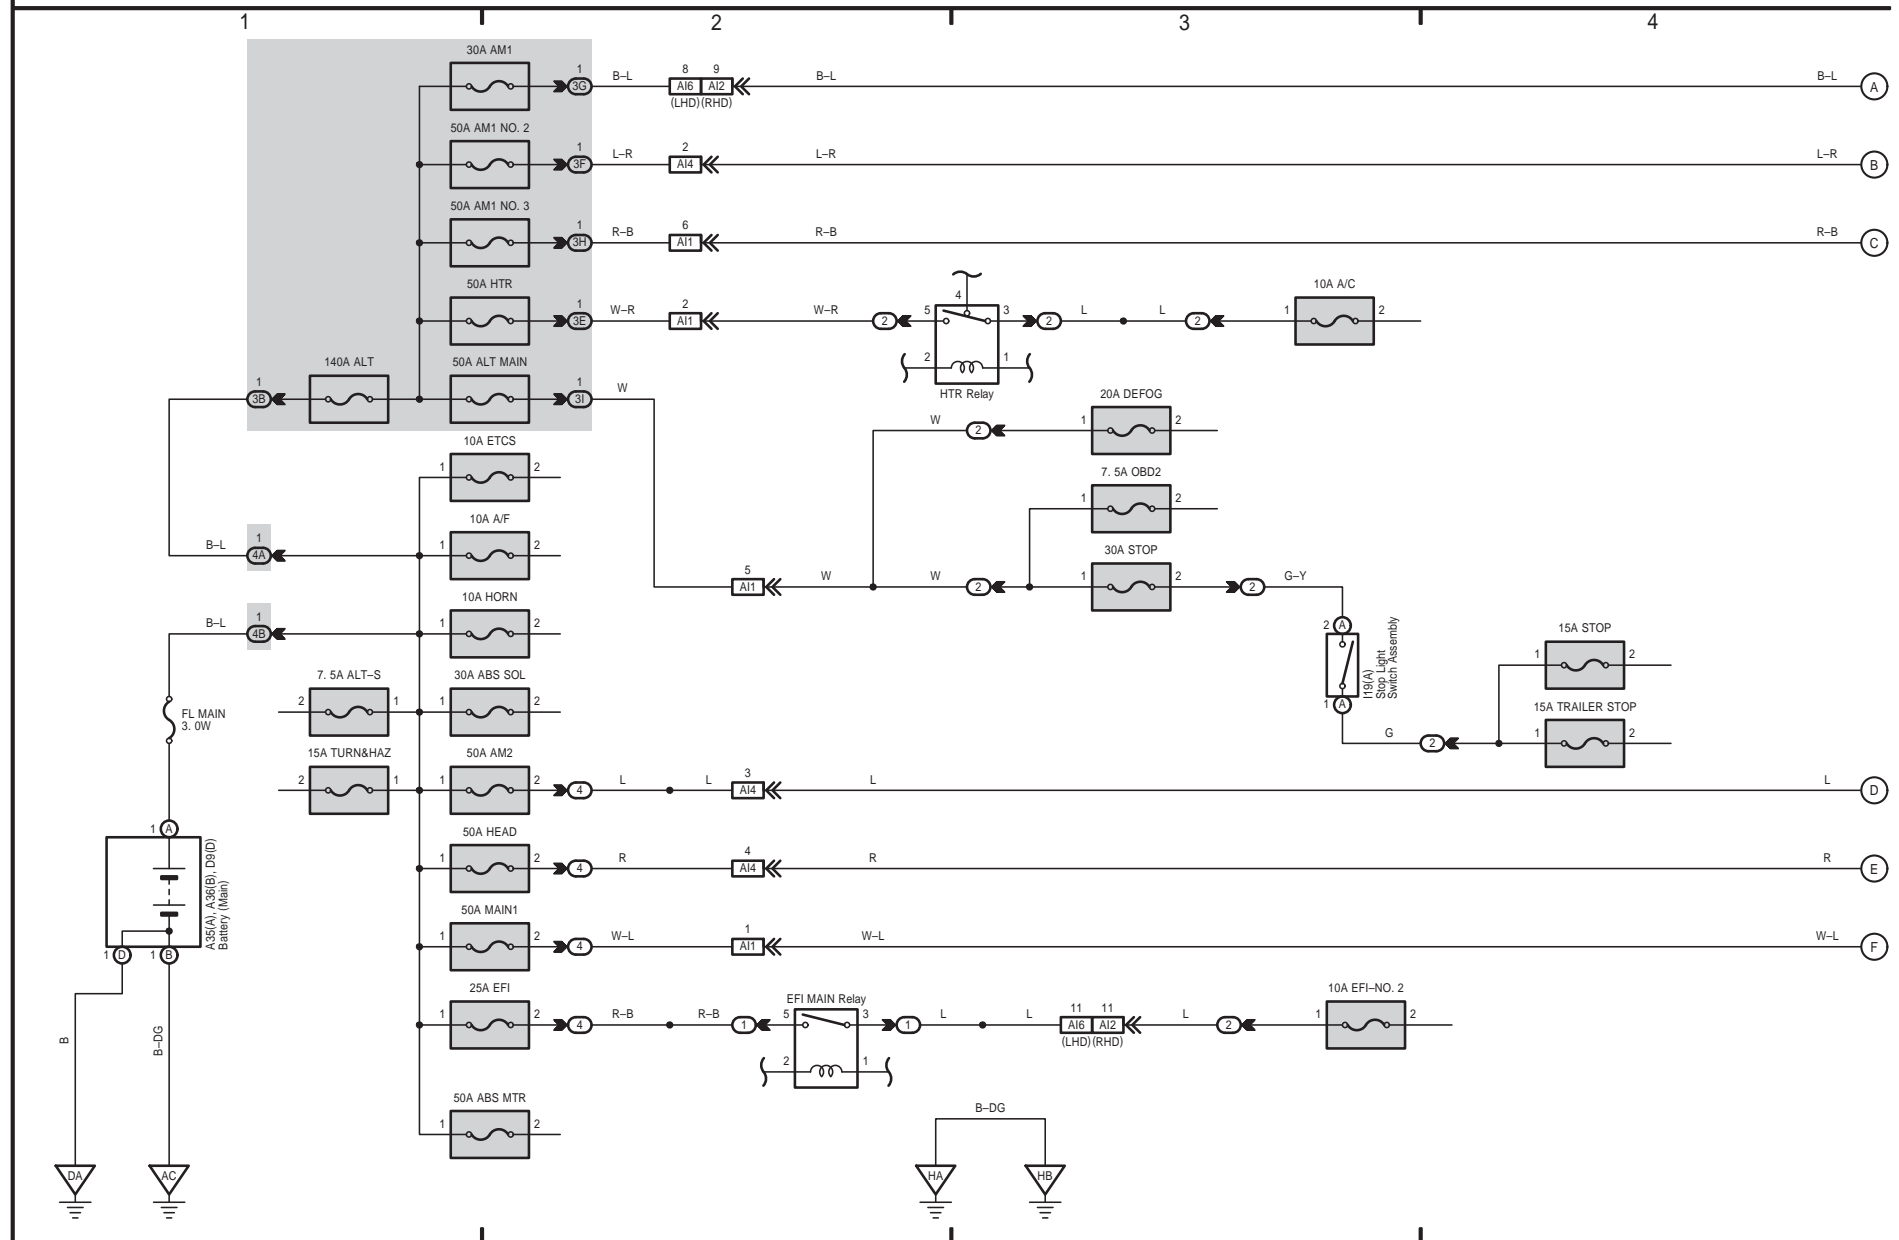 1 2 3 4
30A AM1
1
3G B–L
8 9
AI6 AI2
(LHD)(RHD)
B–L B–L A
50A AM1 NO. 2
1
3F L–R
2
AI4
L–R L–R B
50A AM1 NO. 3
1
3H R–B
6
AI1
R–B R–B C
50A HTR
1
3E W–R
2
AI1
W–R 2
4
5 3
2 1
HTR Relay
2 L L 2
10A A/C
1 2
140A ALT
1
3B
50A ALT MAIN
1
3I W
20A DEFOG
W 2 1 2
10A ETCS
1 2
7. 5A OBD2
1 2
10A A/F
B–L
1
4A
1 2
30A STOP
5
AI1
W W 2 1 2 2 G–Y
10A HORN
B–L
1
4B
1 2
2 A
I19(A)
Stop Light
Switch Assembly
1 A
15A STOP
1 2
7. 5A ALT–S
2 1
30A ABS SOL
1 2
FL MAIN
3. 0W
15A TRAILER STOP
G 2 1 2
15A TURN&HAZ
2 1
50A AM2
1 2 4 L L
3
AI4
L L D
1 A
A35(A), A36(B), D9(D)
Battery (Main)
1 D 1 B
50A HEAD
1 2 4 R
4
AI4
R R E
50A MAIN1
1 2 4 W–L
1
AI1
W–L W–L F
25A EFI
1 2 4 R–B R–B 1
EFI MAIN Relay
5 3
2 1
1 L L
11 11
AI6 AI2
(LHD)(RHD)
L 2
10A EFI–NO. 2
1 2
B
B–DG
50A ABS MTR
1 2
B–DG
DA AC HA HB